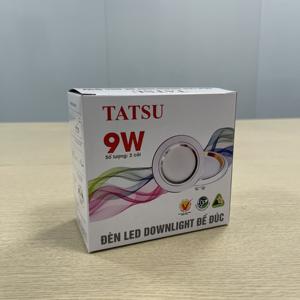 TATSU
9W
Số lượng: 2 cái
ĐÈN LED DOWNLIGHT ĐẾ ĐÚC